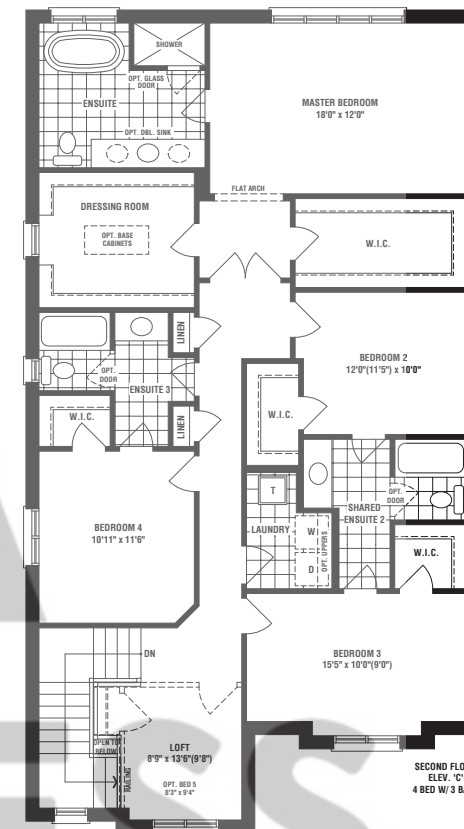 SHOWER
OPT. GLASS
DOOR
ENSUITE
OPT. DBL. SINK
MASTER BEDROOM
18'0" x 12'0"
FLAT ARCH
DRESSING ROOM
OPT. BASE
CABINETS
W.I.C.
LINEN
OPT.
DOOR
ENSUITE 3
BEDROOM 2
12'0"(11'5") x 10'0"
W.I.C.
LINEN
W.I.C.
T
SHARED
ENSUITE 2
OPT.
DOOR
LAUNDRY
W
OPT. UPPERS
D
W.I.C.
BEDROOM 4
10'11" x 11'6"
DN
BEDROOM 3
15'5" x 10'0"(9'0")
OPEN TO
BELOW
RAILING
LOFT
8'9" x 13'6"(9'8")
OPT. BED 5
8'3" x 9'4"
SECOND FLO
ELEV. 'C'
4 BED W/ 3 B